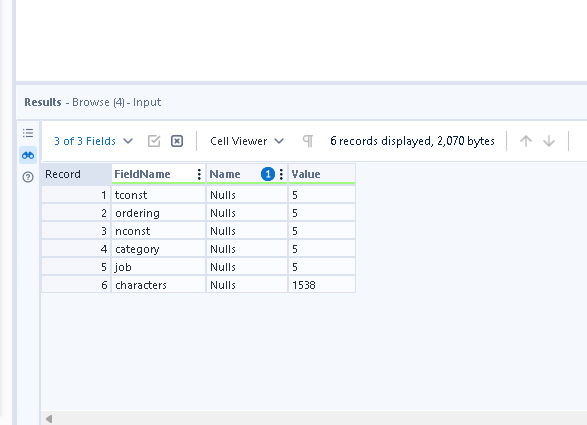 Results - Browse (4) - Input
3 of 3 Fields Cell Viewer 6 records displayed, 2,070 bytes
Record FieldName Name 1 Value
1 tconst Nulls 5
2 ordering Nulls 5
3 nconst Nulls 5
4 category Nulls 5
5 job Nulls 5
6 characters Nulls 1538